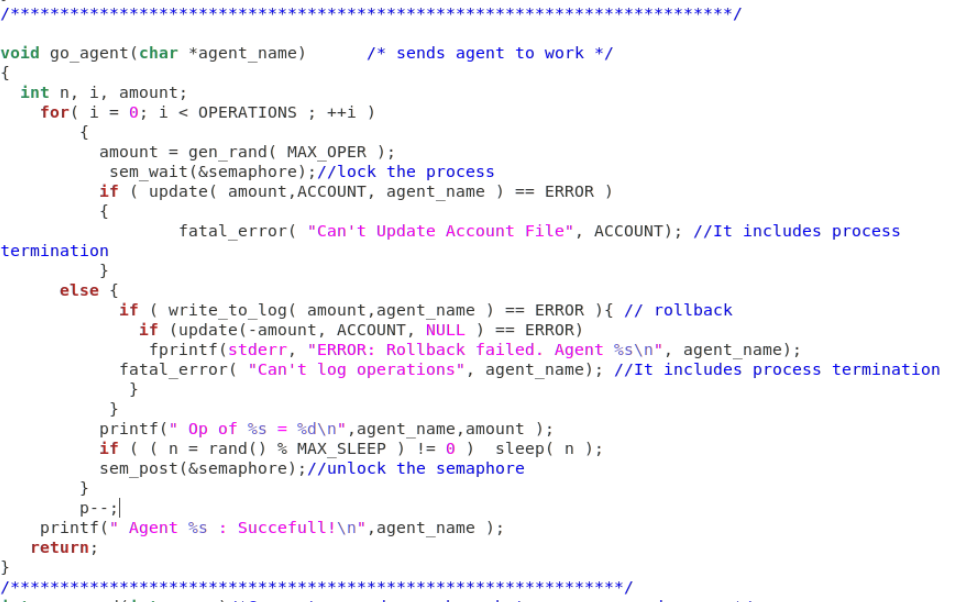 /*************************************************************************/
void go_agent(char *agent_name)      /* sends agent to work */
{
  int n, i, amount;
    for( i = 0; i < OPERATIONS ; ++i )
        {
          amount = gen_rand( MAX_OPER );
           sem_wait(&semaphore);//lock the process
          if ( update( amount,ACCOUNT, agent_name ) == ERROR )
          {
                  fatal_error( "Can't Update Account File", ACCOUNT); //It includes process
termination
          }
      else {
            if ( write_to_log( amount,agent_name ) == ERROR ){ // rollback
              if (update(-amount, ACCOUNT, NULL ) == ERROR)
               fprintf(stderr, "ERROR: Rollback failed. Agent %s\n", agent_name);
            fatal_error( "Can't log operations", agent_name); //It includes process termination
             }
           }
          printf(" Op of %s = %d\n",agent_name,amount );
          if ( ( n = rand() % MAX_SLEEP ) != 0 )  sleep( n );
          sem_post(&semaphore);//unlock the semaphore
        }
        p--;
    printf(" Agent %s : Succefull!\n",agent_name );
   return;
}
/**************************************************************/